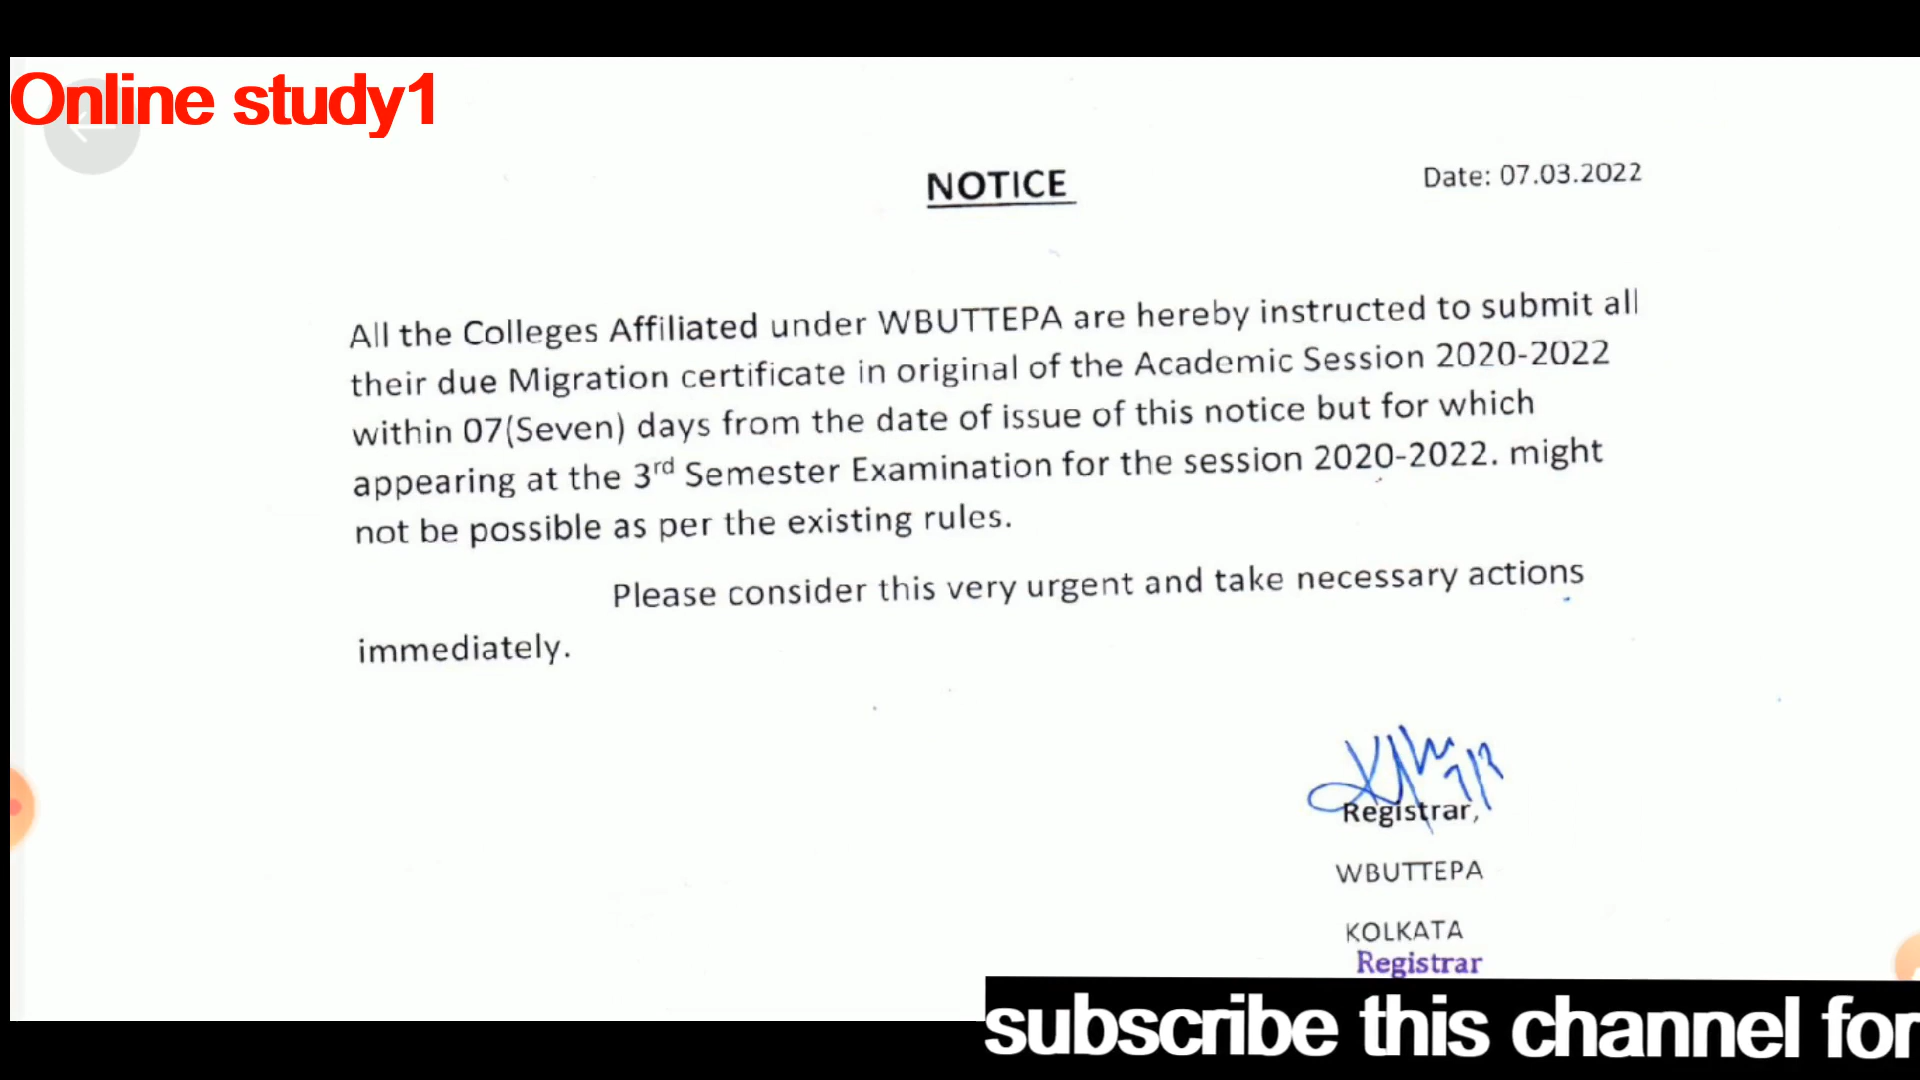 Online study1
NOTICE
Date: 07.03.2022
All the Colleges Affiliated under WBUTTEPA are hereby instructed to submit all
their due Migration certificate in original of the Academic Session 2020-2022
within 07(Seven) days from the date of issue of this notice but for which
appearing at the 3rd Semester Examination for the session 2020-2022. might
not be possible as per the existing rules.
Please consider this very urgent and take necessary actions
immediately.
7/3
Registrar,
WBUTTEPA
KOLKATA
Registrar
subscribe this channel for